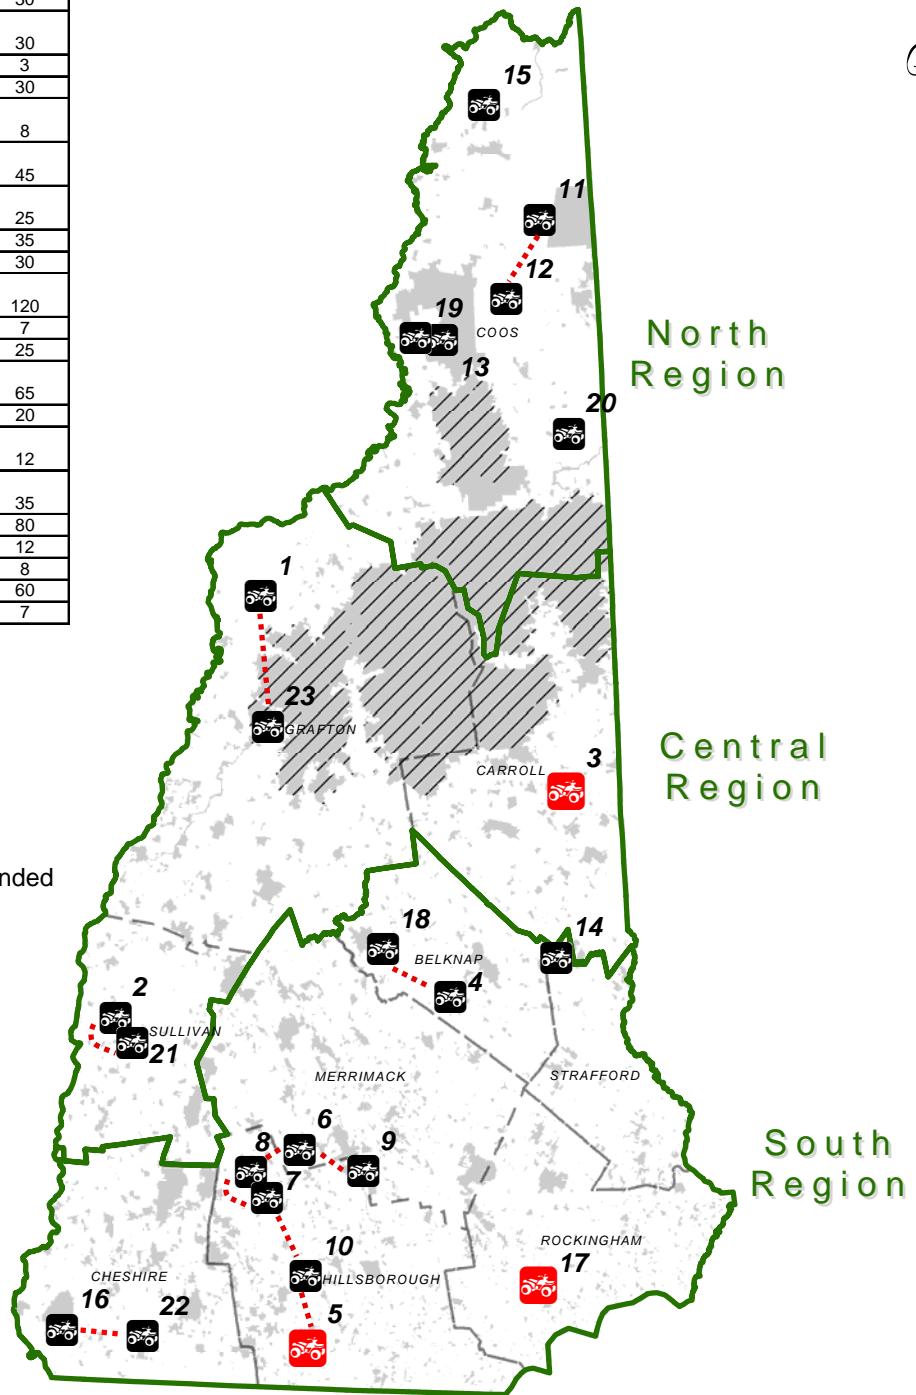 30
30
3
30
8
45
25
35
30
120
7
25
65
20
12
35
80
12
8
60
7
nded
15
11
12
19
COOS
13
20
North
Region
1
23
GRAFTON
3
CARROLL
Central
Region
18
BELKNAP
14
4
2
SULLIVAN
21
MERRIMACK
STRAFFORD
6
8
9
7
South
Region
10
HILLSBOROUGH
ROCKINGHAM
17
CHESHIRE
16
22
5